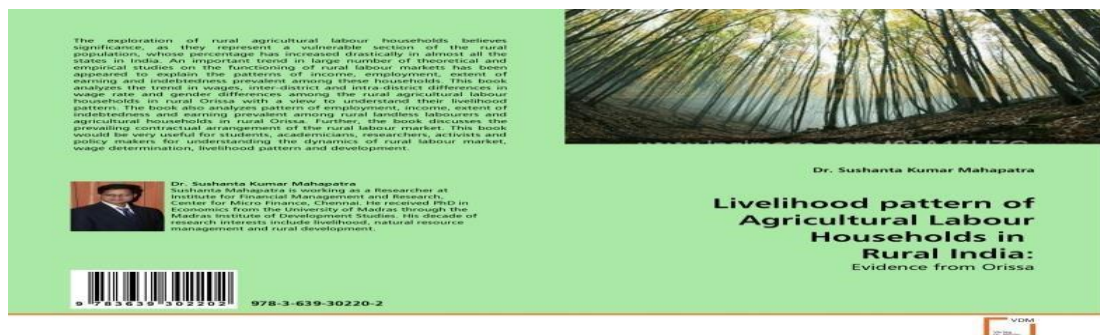 The exploration of rural agricultural labour households believes
significance, as they represent a vulnerable section of the rural
population, whose percentage has increased drastically in almost all the
states in India. An important trend in large number of theoretical and
empirical studies on the functioning of rural labour markets has been
appeared to explain the patterns of income, employment, extent of
earning and indebtedness prevalent among these households. This book
analyzes the trend in wages, inter-district and intra-district differences in
wage rate and gender differences among the rural agricultural labour
households in rural Orissa with a view to understand their livelihood
pattern. The book also analyzes pattern of employment, income, extent of
indebtedness and earning prevalent among rural landless labourers and
agricultural households in rural Orissa. Further, the book discusses the
prevailing contractual arrangement of the rural labour market. This book
would be very useful for students, academicians, researchers, activists and
policy makers for understanding the dynamics of rural labour market,
wage determination, livelihood pattern and development.
Dr. Sushanta Kumar Mahapatra
Sushanta Mahapatra is working as a Researcher at
Institute for Financial Management and Research,
Center for Micro Finance, Chennai. He received PhD in
Economics from the University of Madras through the
Madras Institute of Development Studies. His decade of
research interests include livelihood, natural resource
management and rural development.
9 783639 302202
978-3-639-30220-2
Dr. Sushanta Kumar Mahapatra
Livelihood pattern of
Agricultural Labour
Households in
Rural India:
Evidence from Orissa
VDM